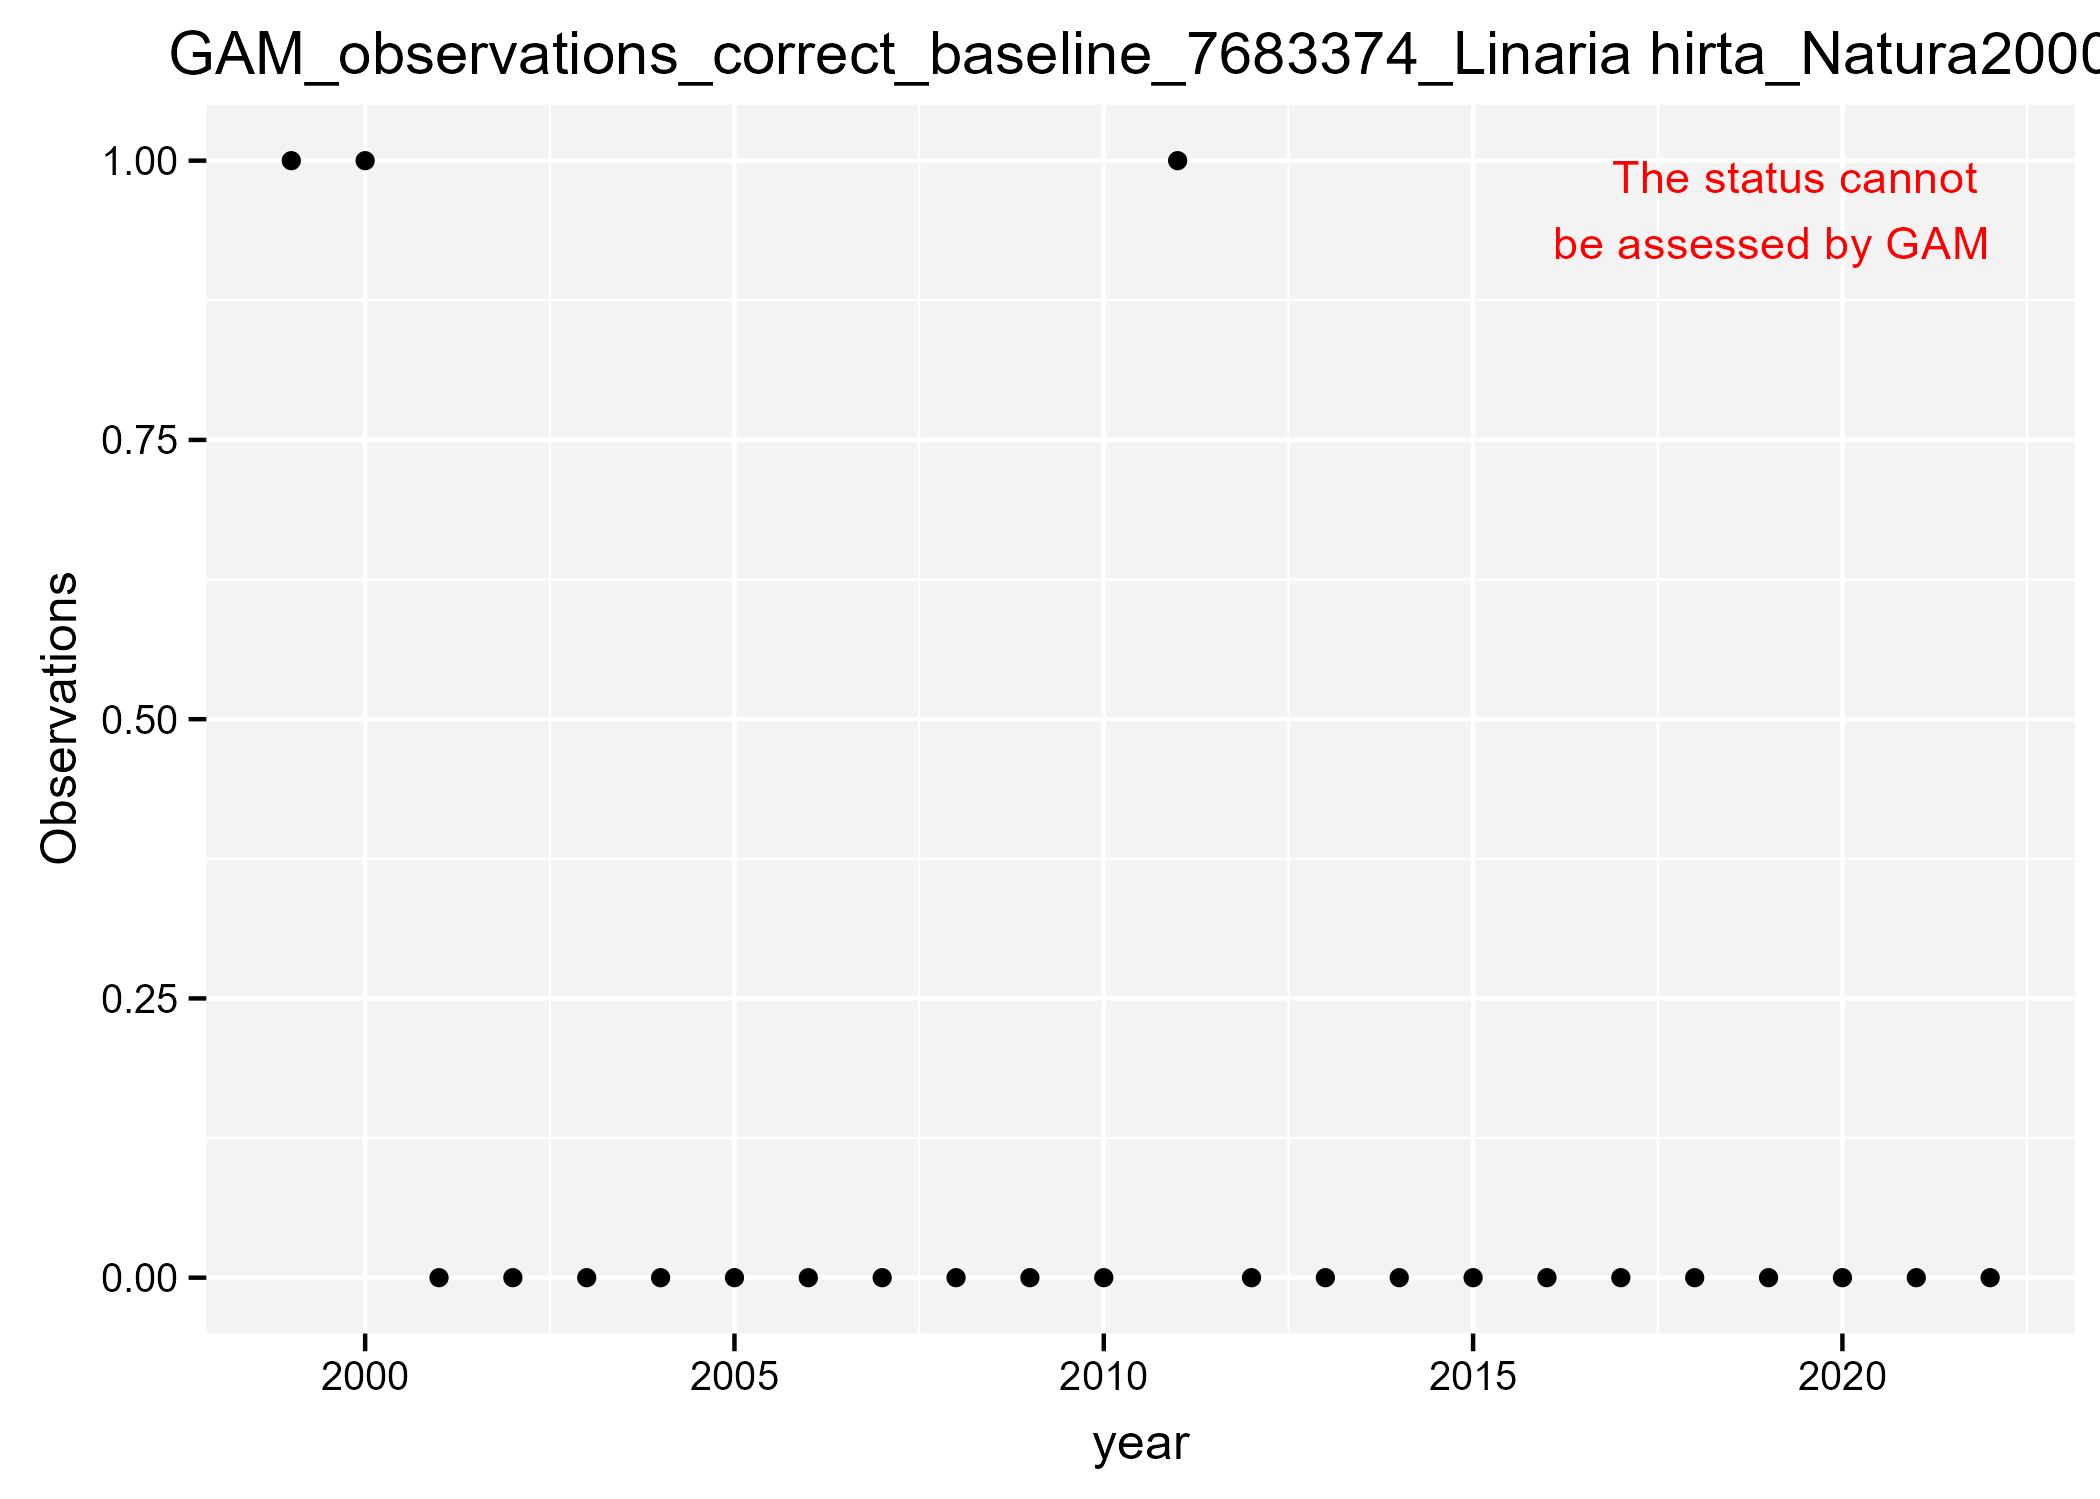 GAM_observations_correct_baseline_7683374_Linaria hirta_Natura2000
1.00
The status cannot
be assessed by GAM
0.75
Observations
0.50
0.25
0.00
2000 2005 2010 2015 2020
year